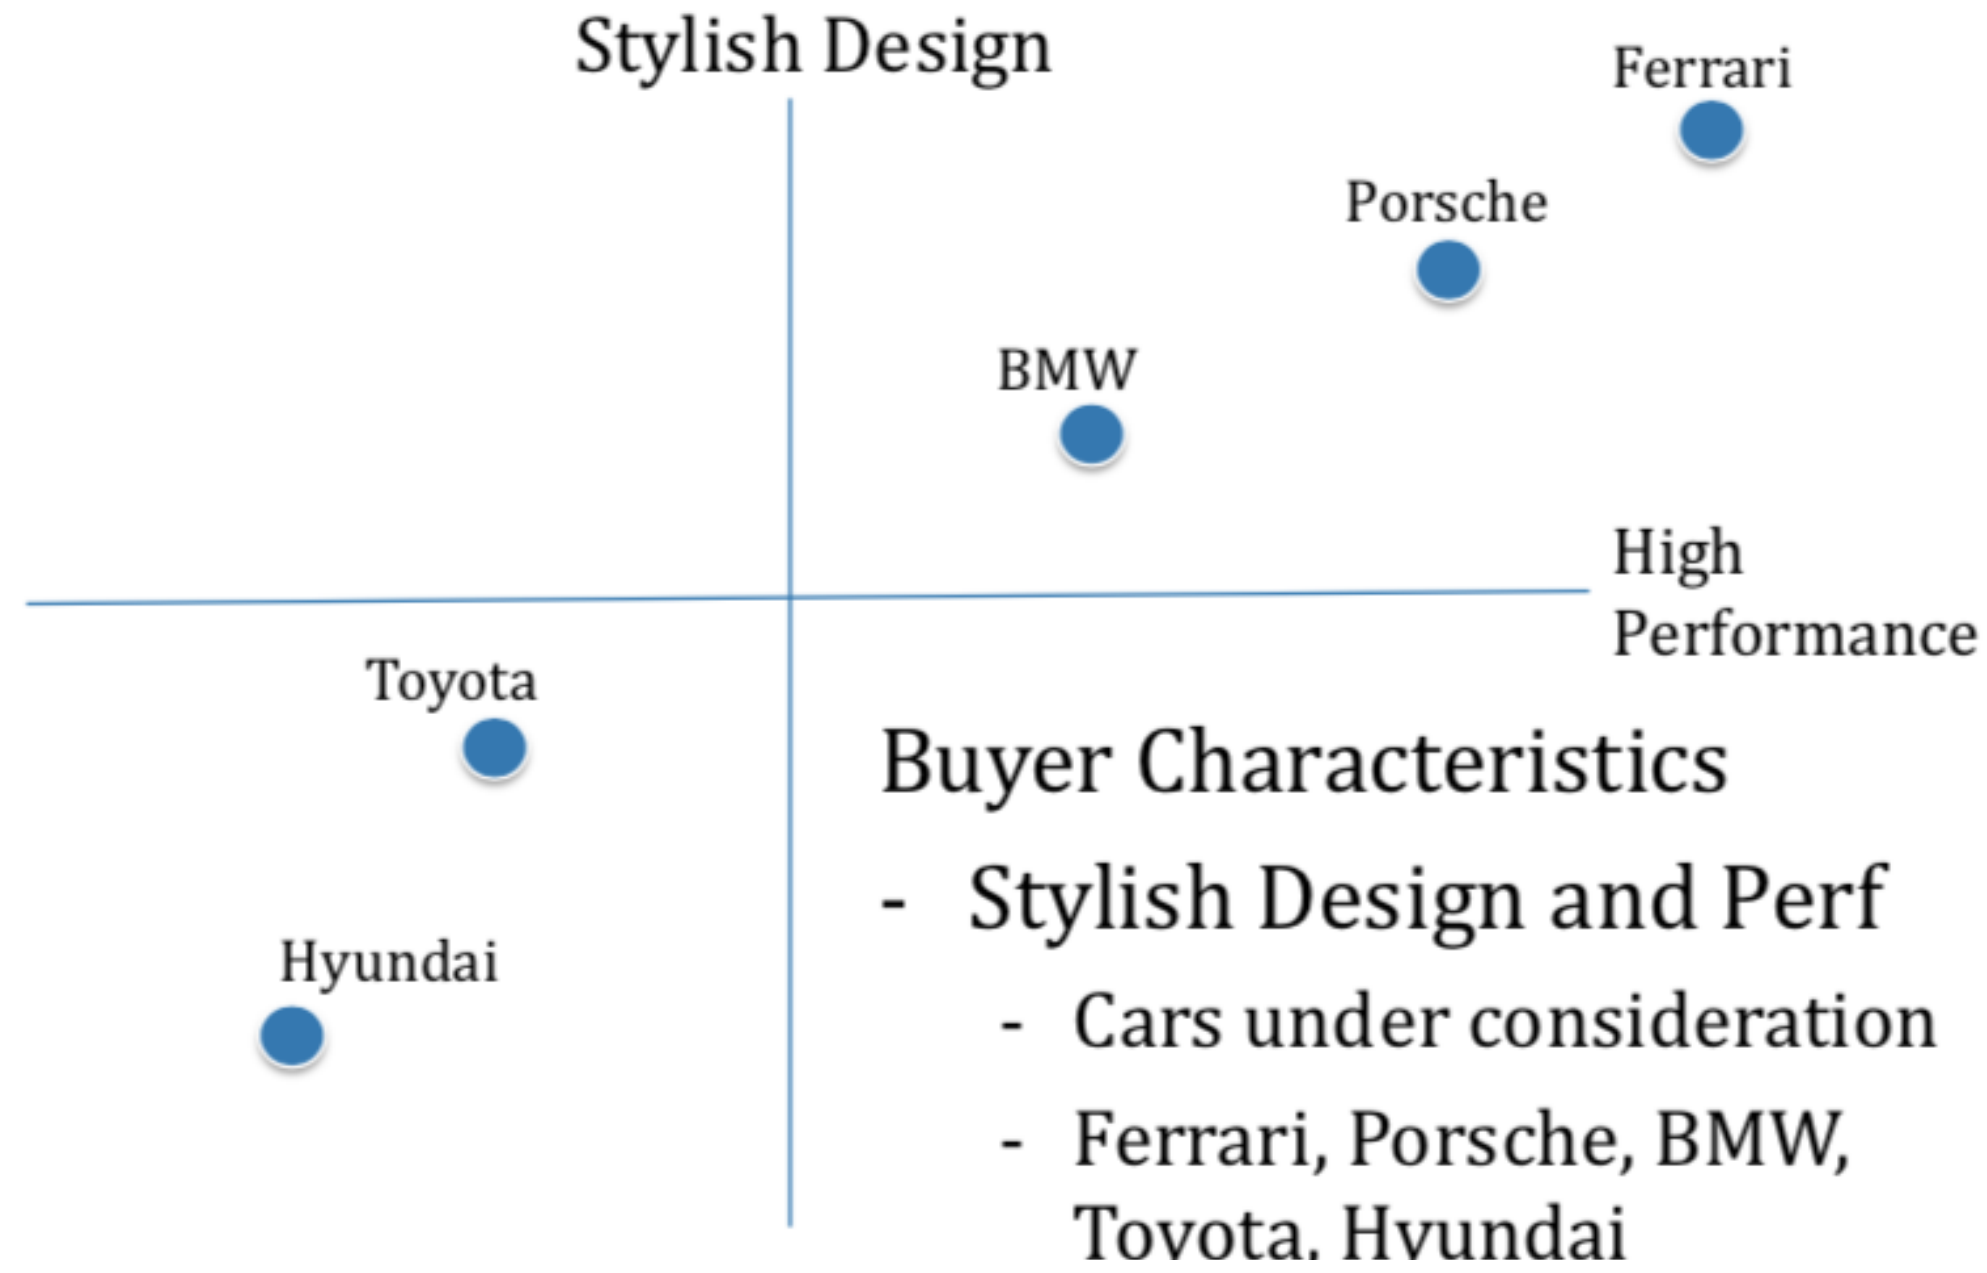 Stylish Design
Ferrari
Porsche
BMW
High
Performance
Toyota
Hyundai
Buyer Characteristics
- Stylish Design and Perf
- Cars under consideration
- Ferrari, Porsche, BMW,
Toyota, Hyundai